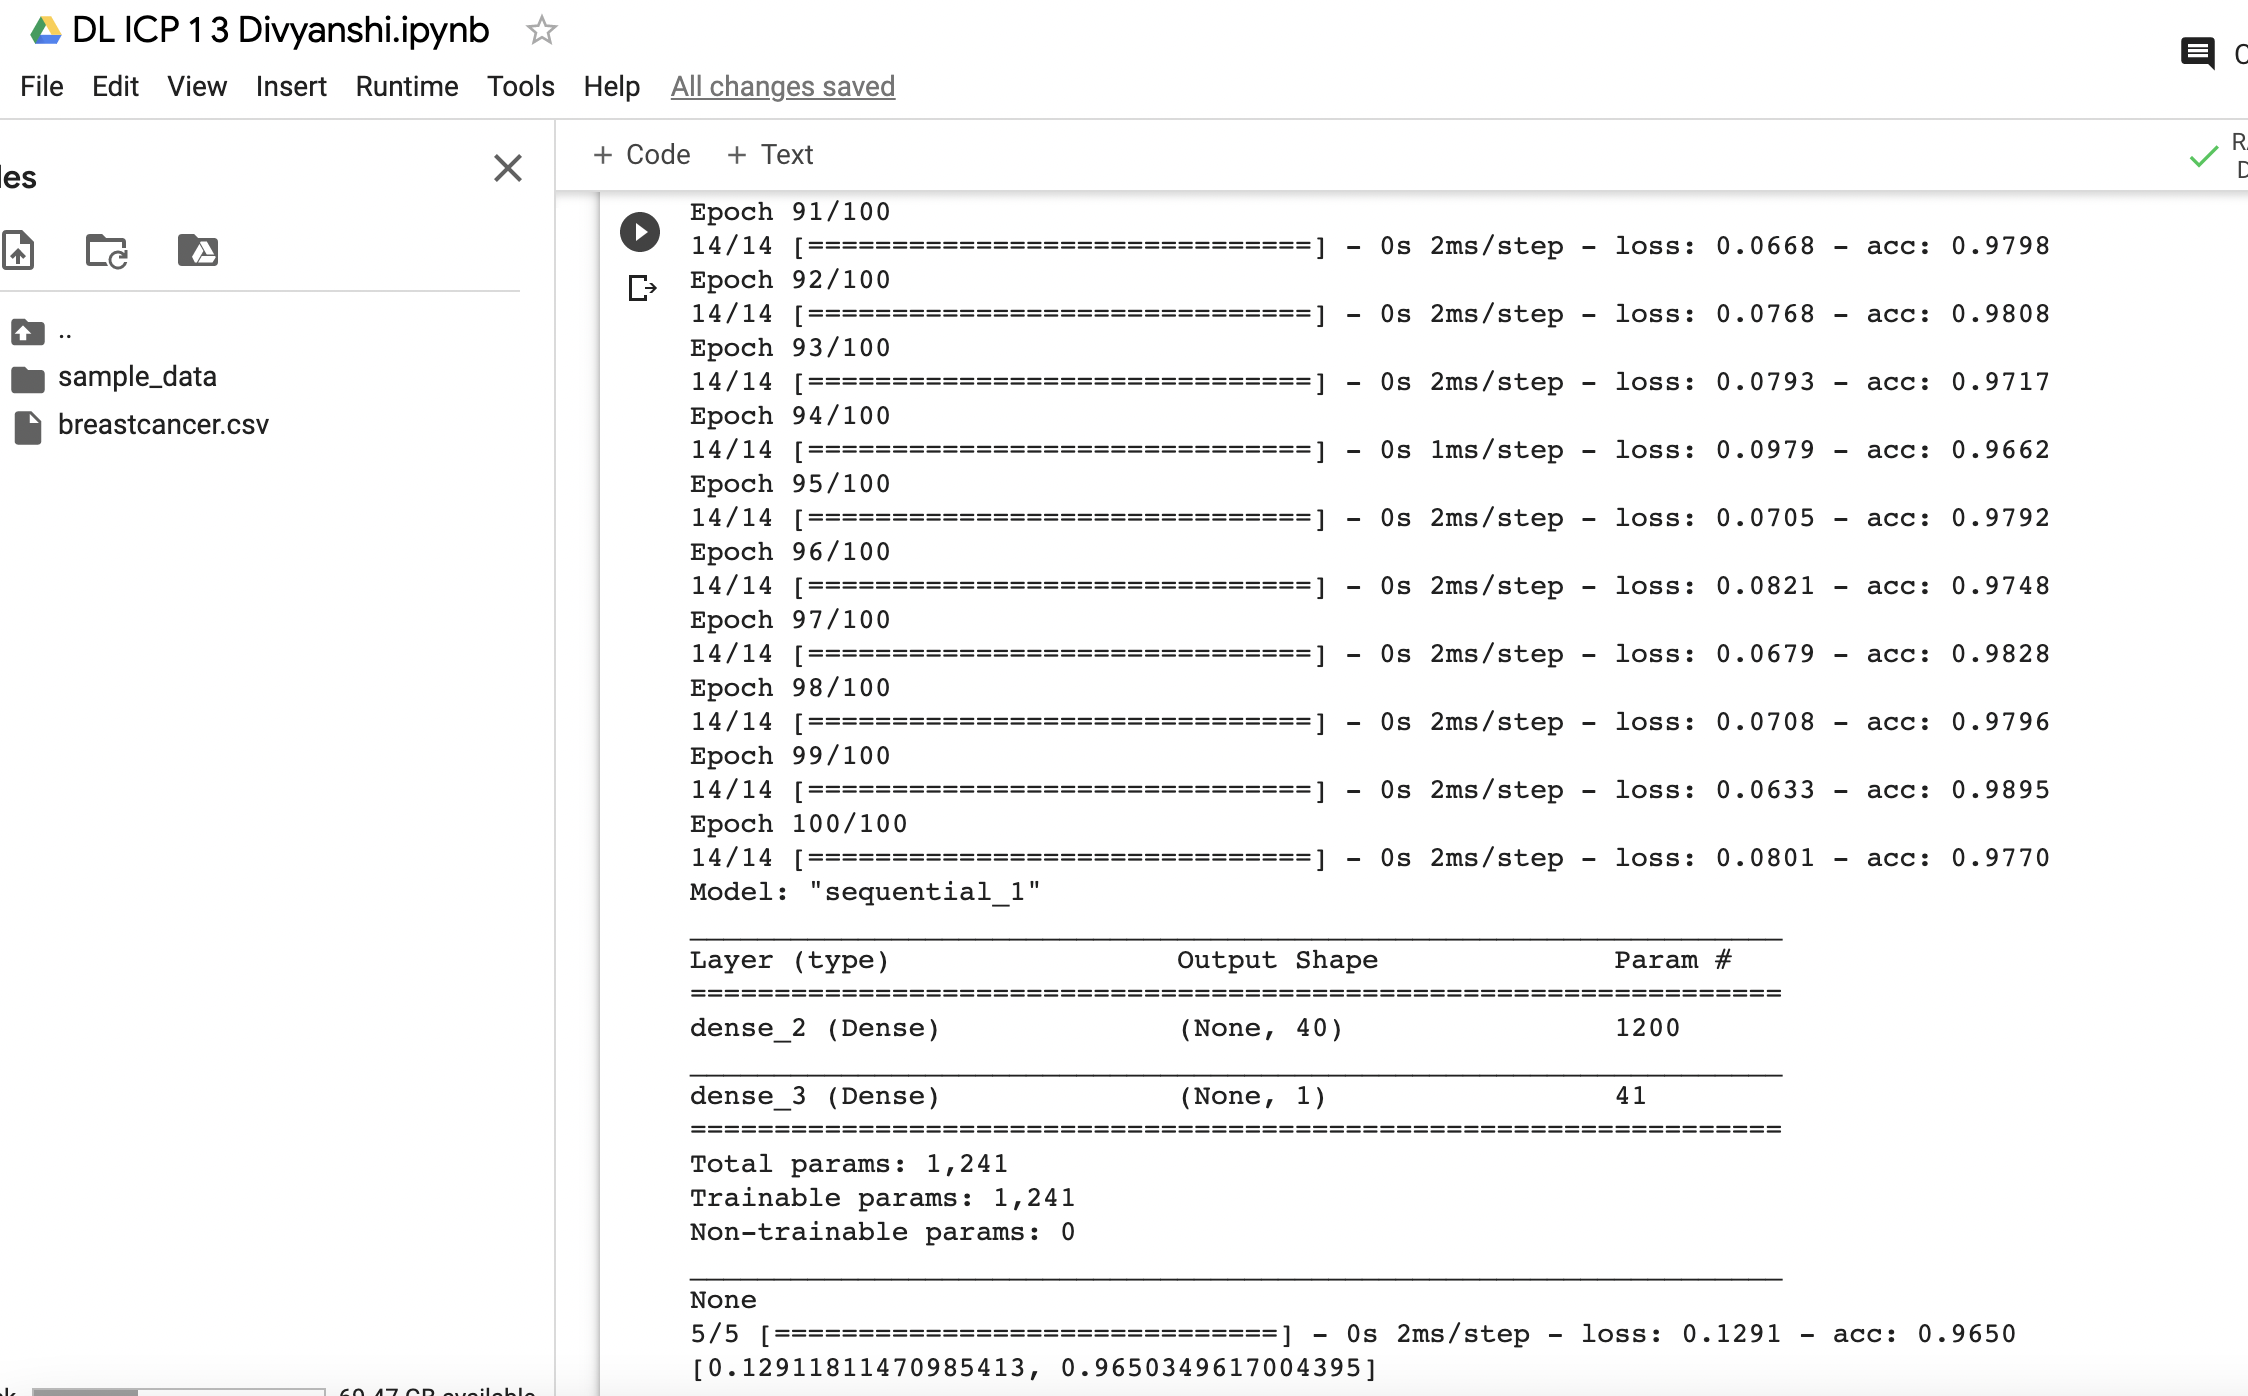 DL ICP 1 3 Divyanshi.ipynb
File Edit View Insert Runtime Tools Help All changes saved
+ Code + Text
les
..
sample_data
breastcancer.csv
Epoch 91/100
14/14 [==============================] - 0s 2ms/step - loss: 0.0668 - acc: 0.9798
Epoch 92/100
14/14 [==============================] - 0s 2ms/step - loss: 0.0768 - acc: 0.9808
Epoch 93/100
14/14 [==============================] - 0s 2ms/step - loss: 0.0793 - acc: 0.9717
Epoch 94/100
14/14 [==============================] - 0s 1ms/step - loss: 0.0979 - acc: 0.9662
Epoch 95/100
14/14 [==============================] - 0s 2ms/step - loss: 0.0705 - acc: 0.9792
Epoch 96/100
14/14 [==============================] - 0s 2ms/step - loss: 0.0821 - acc: 0.9748
Epoch 97/100
14/14 [==============================] - 0s 2ms/step - loss: 0.0679 - acc: 0.9828
Epoch 98/100
14/14 [==============================] - 0s 2ms/step - loss: 0.0708 - acc: 0.9796
Epoch 99/100
14/14 [==============================] - 0s 2ms/step - loss: 0.0633 - acc: 0.9895
Epoch 100/100
14/14 [==============================] - 0s 2ms/step - loss: 0.0801 - acc: 0.9770
Model: "sequential_1"
_________________________________________________________________
Layer (type) Output Shape Param #
=================================================================
dense_2 (Dense) (None, 40) 1200
_________________________________________________________________
dense_3 (Dense) (None, 1) 41
=================================================================
Total params: 1,241
Trainable params: 1,241
Non-trainable params: 0
_________________________________________________________________
None
5/5 [==============================] - 0s 2ms/step - loss: 0.1291 - acc: 0.9650
[0.12911811470985413, 0.9650349617004395]
69.47 GB available